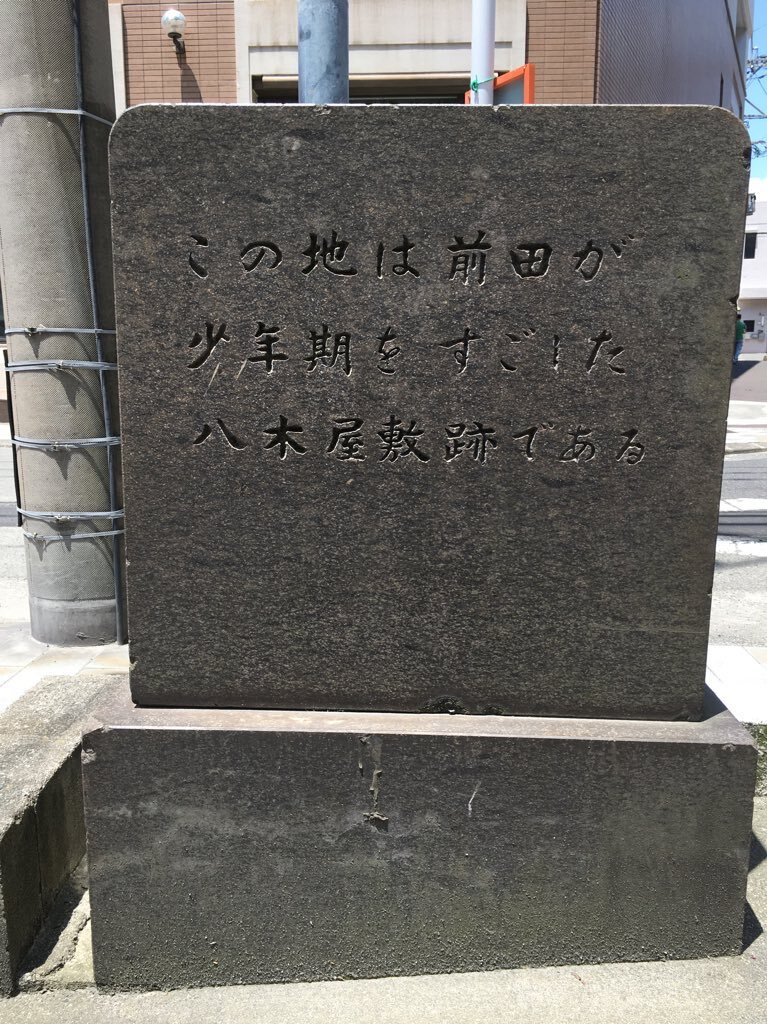 この地は前田が
少年期をすごした
八木屋敷跡である